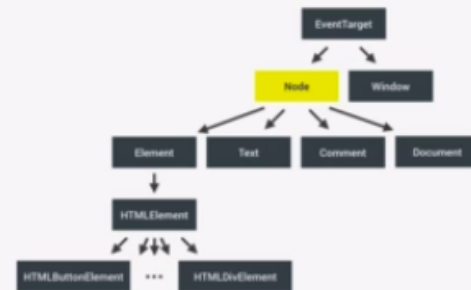 EventTarget
Node Window
Element Text Comment Document
HTMLElement
HTMLButtonElement ... HTMLDivElement